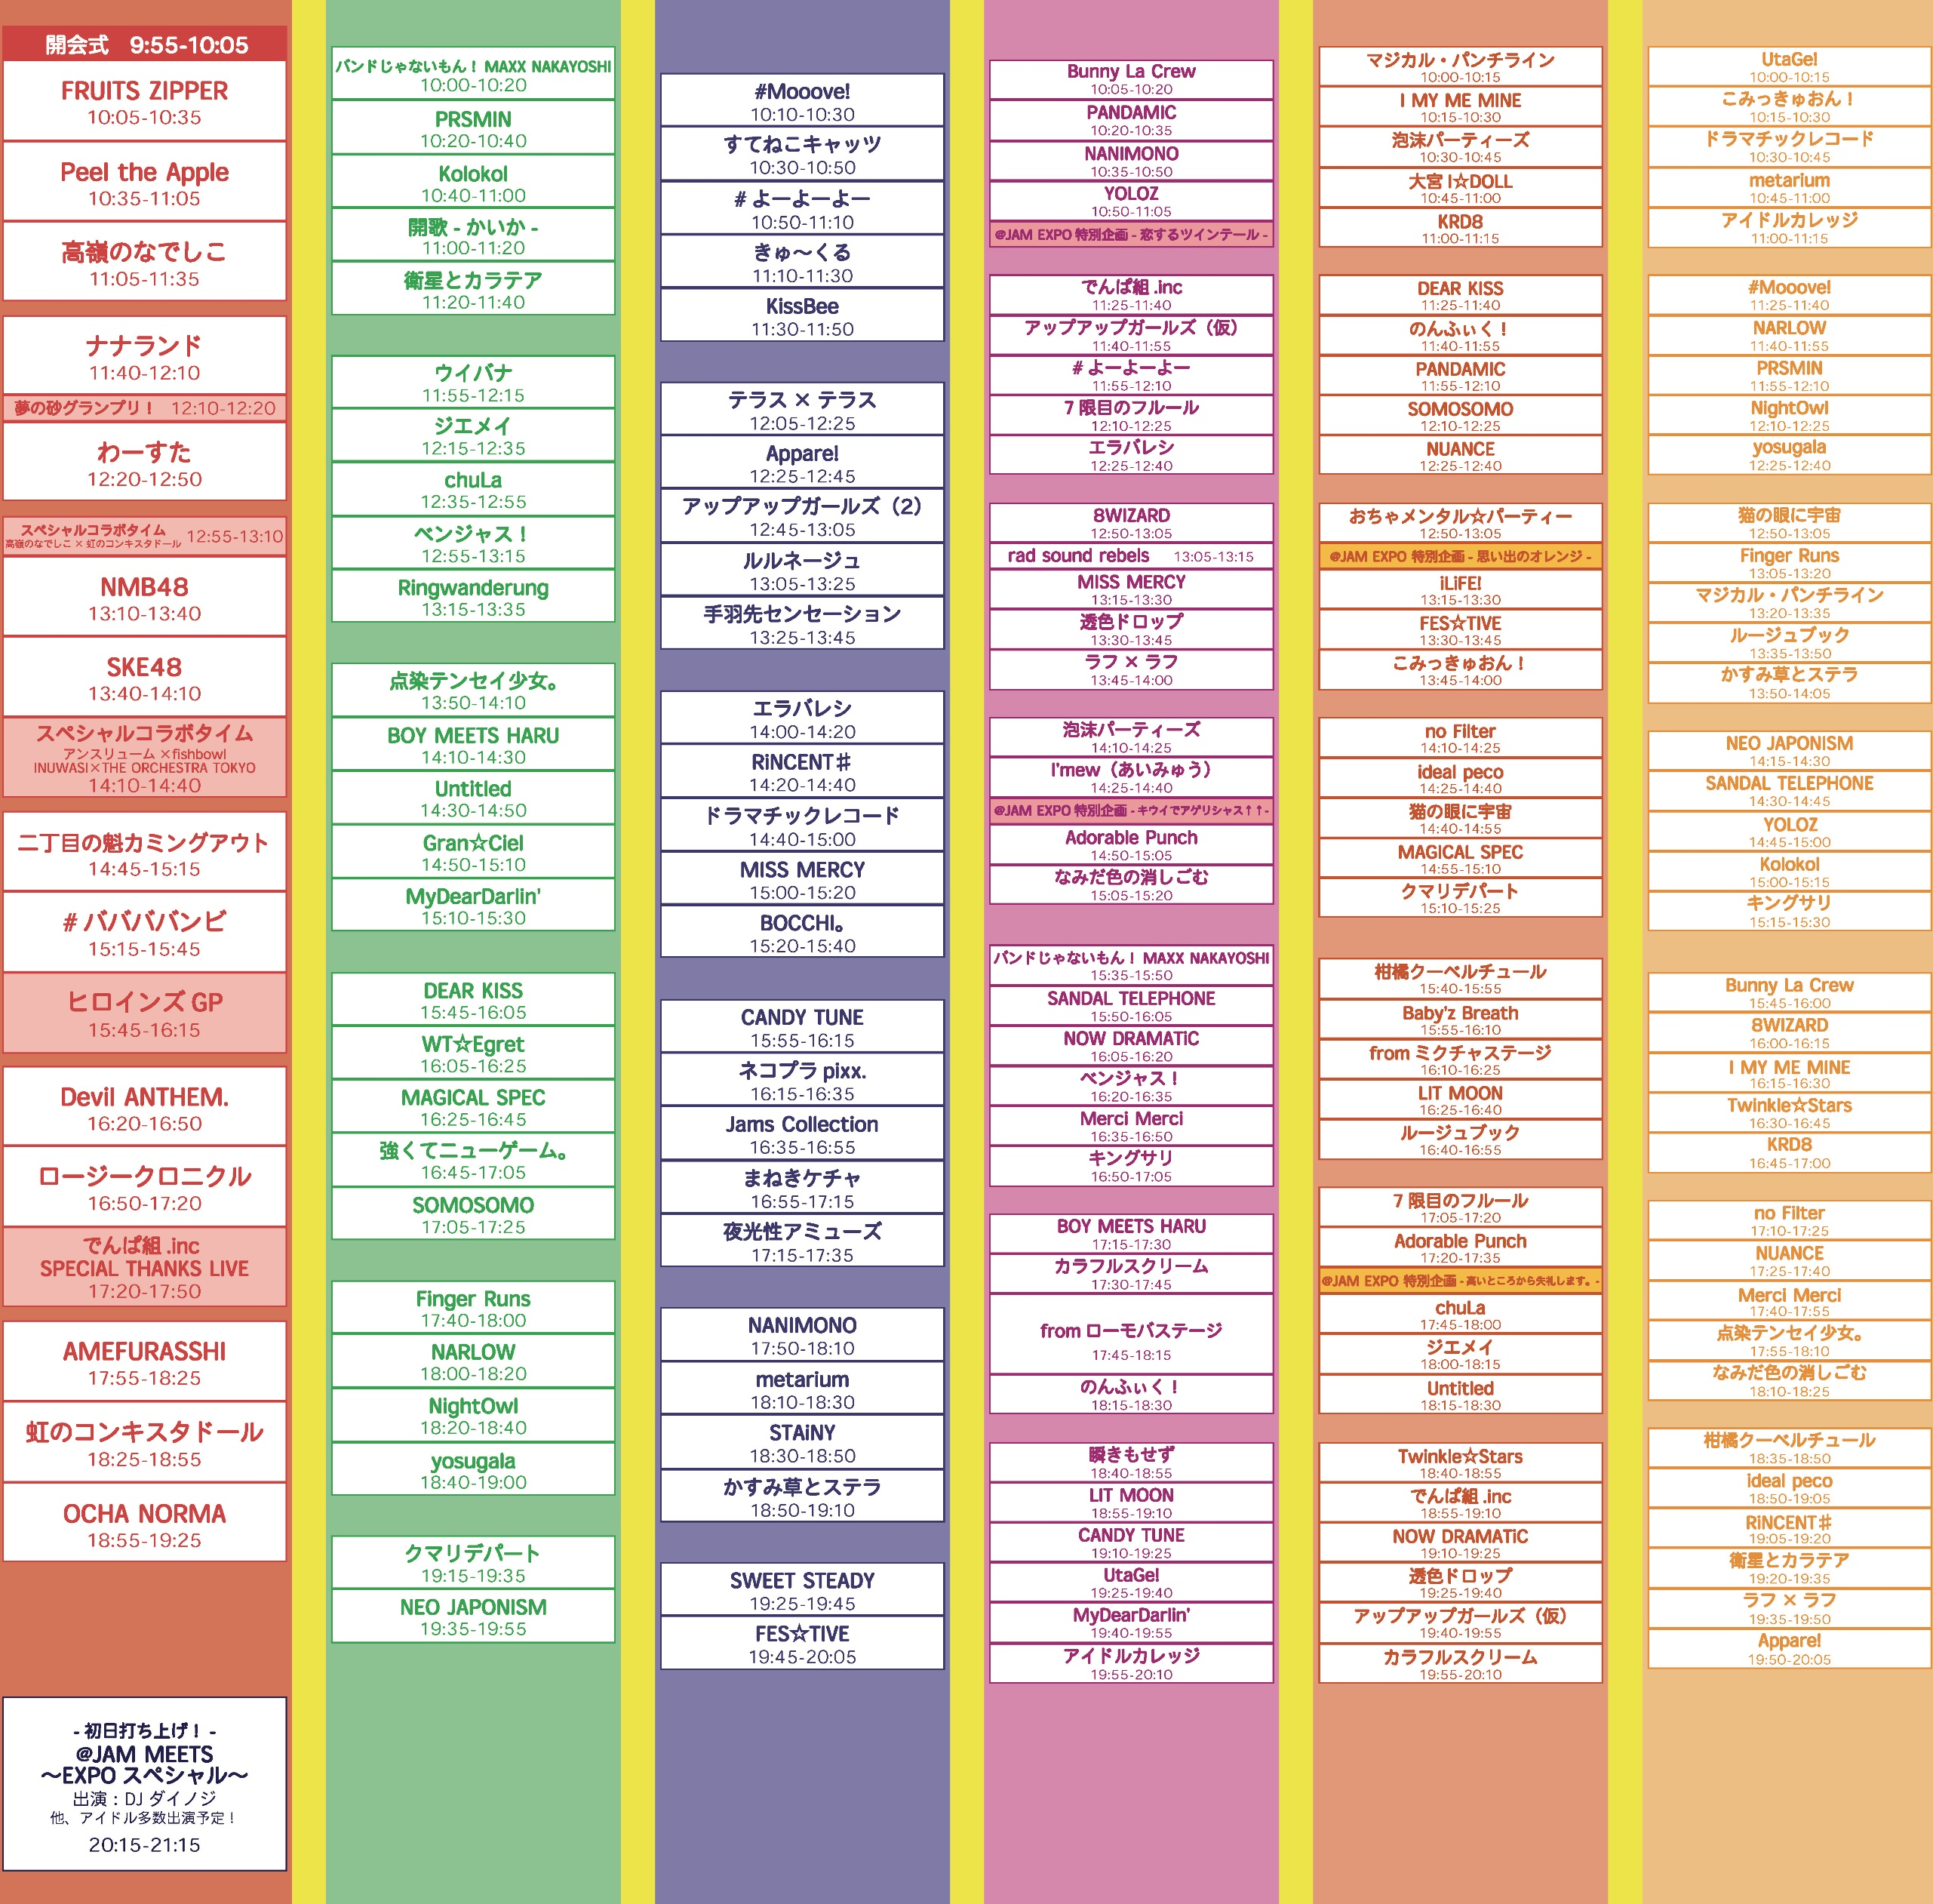 開会式 9:55-10:05
FRUITS ZIPPER
10:05-10:35
Peel the Apple
10:35-11:05
高嶺のなでしこ
11:05-11:35
ナナランド
11:40-12:10
夢の砂グランプリ！ 12:10-12:20
わーすた
12:20-12:50
スペシャルコラボタイム 12:55-13:10
高嶺のなでしこ × 虹のコンキスタドール
NMB48
13:10-13:40
SKE48
13:40-14:10
スペシャルコラボタイム
アンスリューム ×fishbowl
INUWASI×THE ORCHESTRA TOKYO
14:10-14:40
二丁目の魁カミングアウト
14:45-15:15
# ババババンビ
15:15-15:45
ヒロインズ GP
15:45-16:15
Devil ANTHEM.
16:20-16:50
ロージークロニクル
16:50-17:20
でんぱ組 .inc
SPECIAL THANKS LIVE
17:20-17:50
AMEFURASSHI
17:55-18:25
虹のコンキスタドール
18:25-18:55
OCHA NORMA
18:55-19:25
- 初日打ち上げ！ -
@JAM MEETS
〜EXPO スペシャル〜
出演：DJ ダイノジ
他、アイドル多数出演予定！
20:15-21:15
バンドじゃないもん！ MAXX NAKAYOSHI
10:00-10:20
PRSMIN
10:20-10:40
Kolokol
10:40-11:00
開歌 - かいか -
11:00-11:20
衛星とカラテア
11:20-11:40
ウイバナ
11:55-12:15
ジエメイ
12:15-12:35
chuLa
12:35-12:55
ベンジャス！
12:55-13:15
Ringwanderung
13:15-13:35
点染テンセイ少女。
13:50-14:10
BOY MEETS HARU
14:10-14:30
Untitled
14:30-14:50
Gran☆Ciel
14:50-15:10
MyDearDarlin'
15:10-15:30
DEAR KISS
15:45-16:05
WT☆Egret
16:05-16:25
MAGICAL SPEC
16:25-16:45
強くてニューゲーム。
16:45-17:05
SOMOSOMO
17:05-17:25
Finger Runs
17:40-18:00
NARLOW
18:00-18:20
NightOwl
18:20-18:40
yosugala
18:40-19:00
クマリデパート
19:15-19:35
NEO JAPONISM
19:35-19:55
#Mooove!
10:10-10:30
すてねこキャッツ
10:30-10:50
# よーよーよー
10:50-11:10
きゅ〜くる
11:10-11:30
KissBee
11:30-11:50
テラス × テラス
12:05-12:25
Appare!
12:25-12:45
アップアップガールズ（2）
12:45-13:05
ルルネージュ
13:05-13:25
手羽先センセーション
13:25-13:45
エラバレシ
14:00-14:20
RiNCENT♯
14:20-14:40
ドラマチックレコード
14:40-15:00
MISS MERCY
15:00-15:20
BOCCHI。
15:20-15:40
CANDY TUNE
15:55-16:15
ネコプラ pixx.
16:15-16:35
Jams Collection
16:35-16:55
まねきケチャ
16:55-17:15
夜光性アミューズ
17:15-17:35
NANIMONO
17:50-18:10
metarium
18:10-18:30
STAiNY
18:30-18:50
かすみ草とステラ
18:50-19:10
SWEET STEADY
19:25-19:45
FES☆TIVE
19:45-20:05
Bunny La Crew
10:05-10:20
PANDAMIC
10:20-10:35
NANIMONO
10:35-10:50
YOLOZ
10:50-11:05
@JAM EXPO 特別企画 - 恋するツインテール -
でんぱ組 .inc
11:25-11:40
アップアップガールズ（仮）
11:40-11:55
# よーよーよー
11:55-12:10
7 限目のフルール
12:10-12:25
エラバレシ
12:25-12:40
8WIZARD
12:50-13:05
rad sound rebels 13:05-13:15
MISS MERCY
13:15-13:30
透色ドロップ
13:30-13:45
ラフ × ラフ
13:45-14:00
泡沫パーティーズ
14:10-14:25
I'mew（あいみゅう）
14:25-14:40
@JAM EXPO 特別企画 - キウイでアゲリシャス↑↑-
Adorable Punch
14:50-15:05
なみだ色の消しごむ
15:05-15:20
バンドじゃないもん！ MAXX NAKAYOSHI
15:35-15:50
SANDAL TELEPHONE
15:50-16:05
NOW DRAMATiC
16:05-16:20
ベンジャス！
16:20-16:35
Merci Merci
16:35-16:50
キングサリ
16:50-17:05
BOY MEETS HARU
17:15-17:30
カラフルスクリーム
17:30-17:45
from ローモバステージ
17:45-18:15
のんふぃく！
18:15-18:30
瞬きもせず
18:40-18:55
LIT MOON
18:55-19:10
CANDY TUNE
19:10-19:25
UtaGe!
19:25-19:40
MyDearDarlin'
19:40-19:55
アイドルカレッジ
19:55-20:10
マジカル・パンチライン
10:00-10:15
I MY ME MINE
10:15-10:30
泡沫パーティーズ
10:30-10:45
大宮 I☆DOLL
10:45-11:00
KRD8
11:00-11:15
DEAR KISS
11:25-11:40
のんふぃく！
11:40-11:55
PANDAMIC
11:55-12:10
SOMOSOMO
12:10-12:25
NUANCE
12:25-12:40
おちゃメンタル☆パーティー
12:50-13:05
@JAM EXPO 特別企画 - 思い出のオレンジ -
iLiFE!
13:15-13:30
FES☆TIVE
13:30-13:45
こみっきゅおん！
13:45-14:00
no Filter
14:10-14:25
ideal peco
14:25-14:40
猫の眼に宇宙
14:40-14:55
MAGICAL SPEC
14:55-15:10
クマリデパート
15:10-15:25
柑橘クーベルチュール
15:40-15:55
Baby'z Breath
15:55-16:10
from ミクチャステージ
16:10-16:25
LIT MOON
16:25-16:40
ルージュブック
16:40-16:55
7 限目のフルール
17:05-17:20
Adorable Punch
17:20-17:35
@JAM EXPO 特別企画 - 高いところから失礼します。-
chuLa
17:45-18:00
ジエメイ
18:00-18:15
Untitled
18:15-18:30
Twinkle☆Stars
18:40-18:55
でんぱ組 .inc
18:55-19:10
NOW DRAMATiC
19:10-19:25
透色ドロップ
19:25-19:40
アップアップガールズ（仮）
19:40-19:55
カラフルスクリーム
19:55-20:10
UtaGe!
10:00-10:15
こみっきゅおん！
10:15-10:30
ドラマチックレコード
10:30-10:45
metarium
10:45-11:00
アイドルカレッジ
11:00-11:15
#Mooove!
11:25-11:40
NARLOW
11:40-11:55
PRSMIN
11:55-12:10
NightOwl
12:10-12:25
yosugala
12:25-12:40
猫の眼に宇宙
12:50-13:05
Finger Runs
13:05-13:20
マジカル・パンチライン
13:20-13:35
ルージュブック
13:35-13:50
かすみ草とステラ
13:50-14:05
NEO JAPONISM
14:15-14:30
SANDAL TELEPHONE
14:30-14:45
YOLOZ
14:45-15:00
Kolokol
15:00-15:15
キングサリ
15:15-15:30
Bunny La Crew
15:45-16:00
8WIZARD
16:00-16:15
I MY ME MINE
16:15-16:30
Twinkle☆Stars
16:30-16:45
KRD8
16:45-17:00
no Filter
17:10-17:25
NUANCE
17:25-17:40
Merci Merci
17:40-17:55
点染テンセイ少女。
17:55-18:10
なみだ色の消しごむ
18:10-18:25
柑橘クーベルチュール
18:35-18:50
ideal peco
18:50-19:05
RiNCENT♯
19:05-19:20
衛星とカラテア
19:20-19:35
ラフ × ラフ
19:35-19:50
Appare!
19:50-20:05